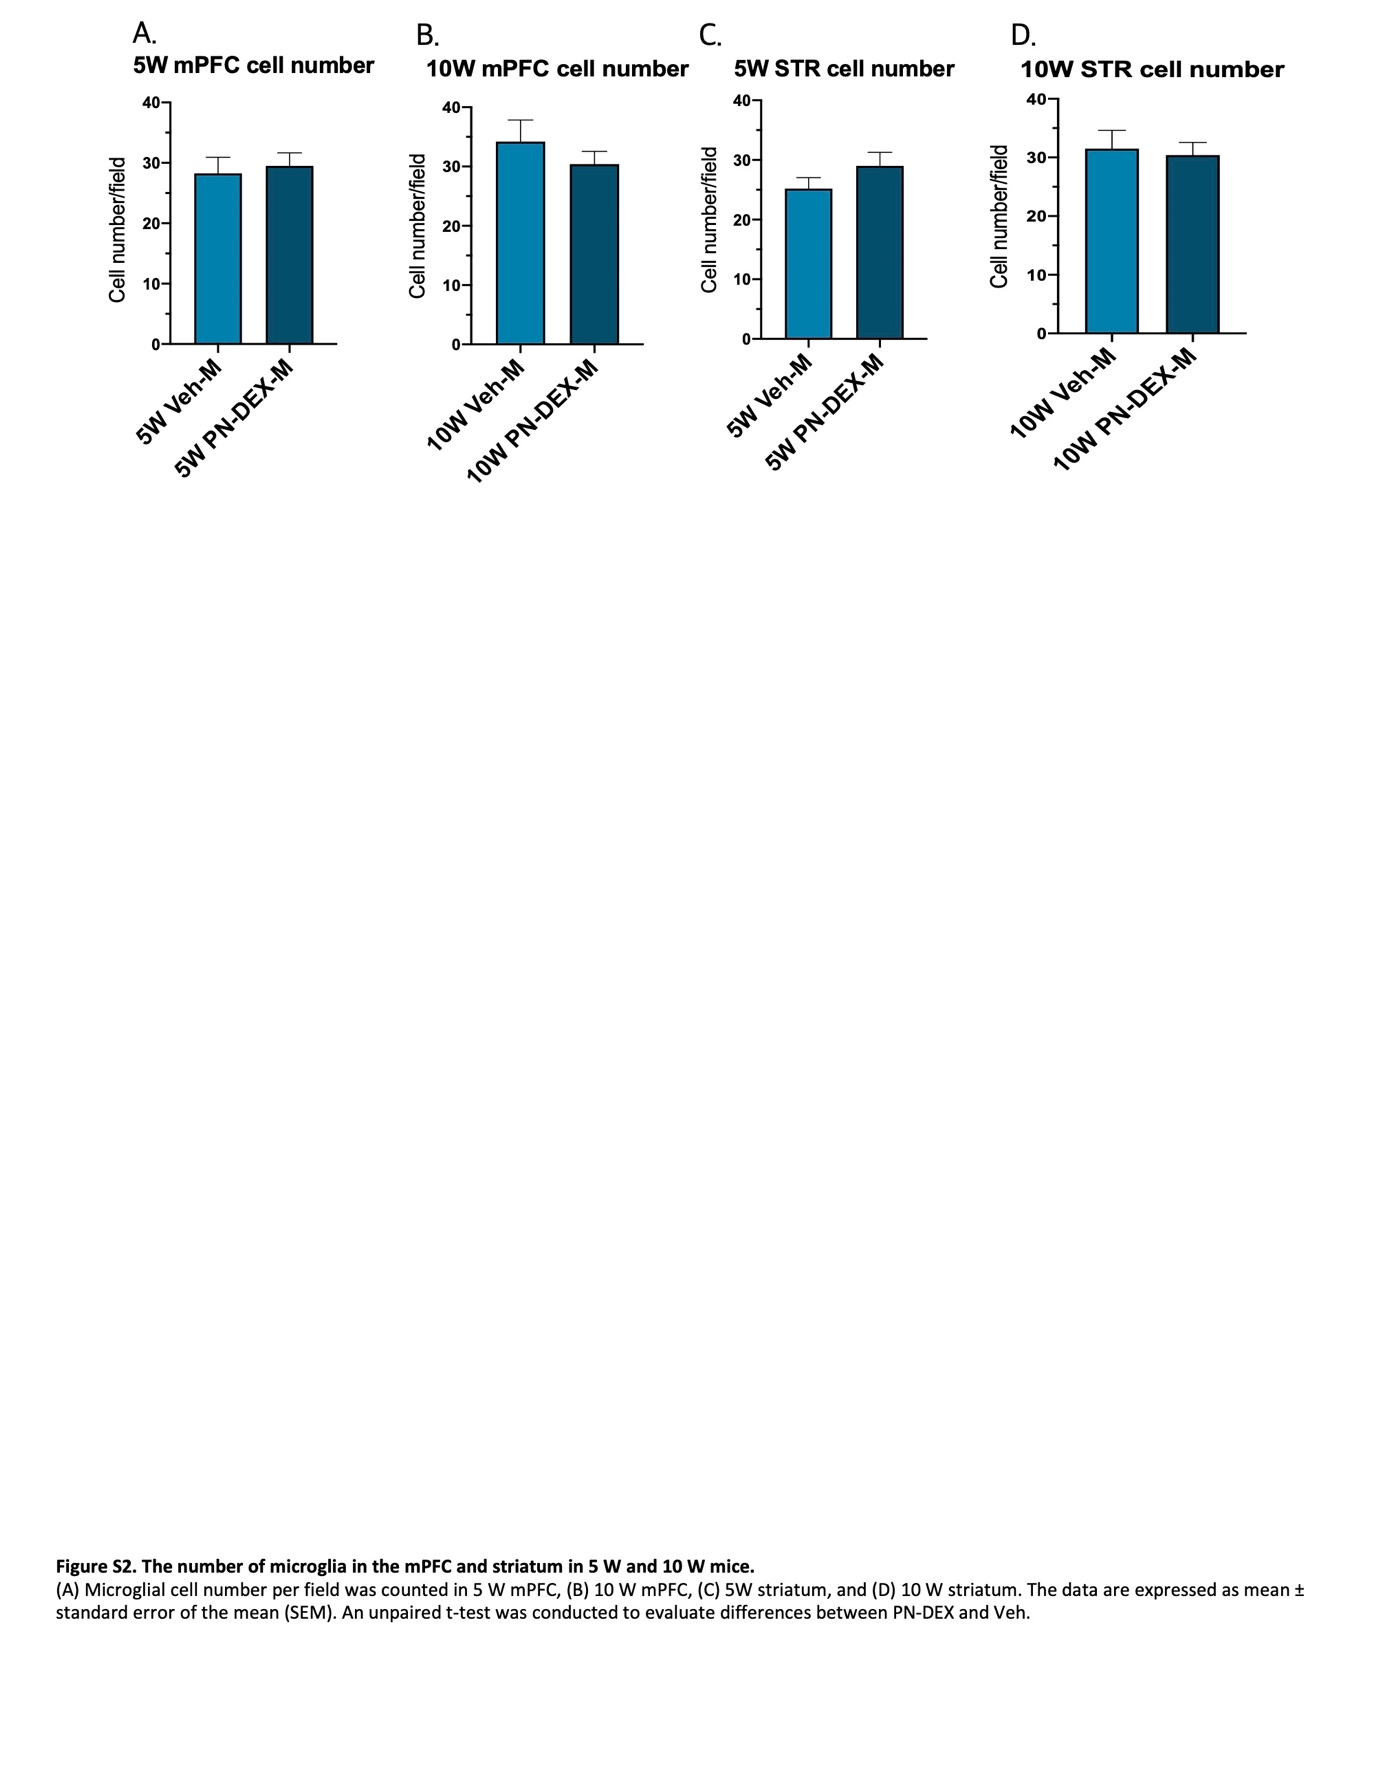 A.
5W mPFC cell number
Cell number/field
40
30
20
10
0
5W Veh-M
5W PN-DEX-M
B.
10W mPFC cell number
Cell number/field
40
30
20
10
0
10W Veh-M
10W PN-DEX-M
C.
5W STR cell number
Cell number/field
40
30
20
10
0
5W Veh-M
5W PN-DEX-M
D.
10W STR cell number
Cell number/field
40
30
20
10
0
10W Veh-M
10W PN-DEX-M
Figure S2. The number of microglia in the mPFC and striatum in 5 W and 10 W mice.
(A) Microglial cell number per field was counted in 5 W mPFC, (B) 10 W mPFC, (C) 5W striatum, and (D) 10 W striatum. The data are expressed as mean ±
standard error of the mean (SEM). An unpaired t-test was conducted to evaluate differences between PN-DEX and Veh.